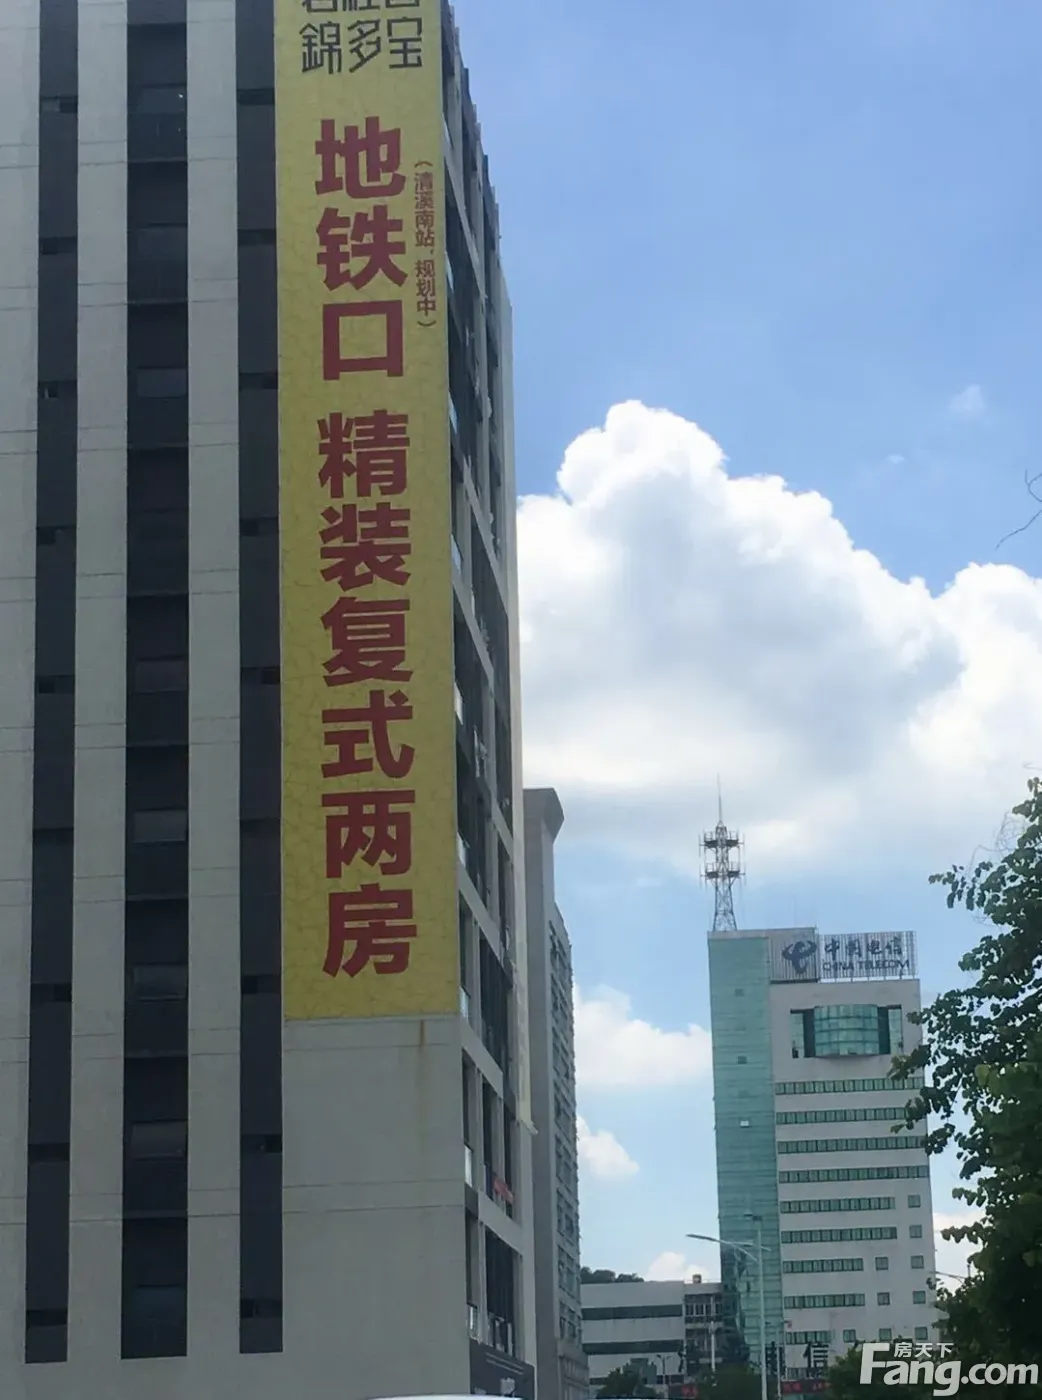 錦多宝
地铁口 精装复式两房
（清溪南站，规划中）
中国电信
CHINA TELECOM
信
房天下
Fang.com